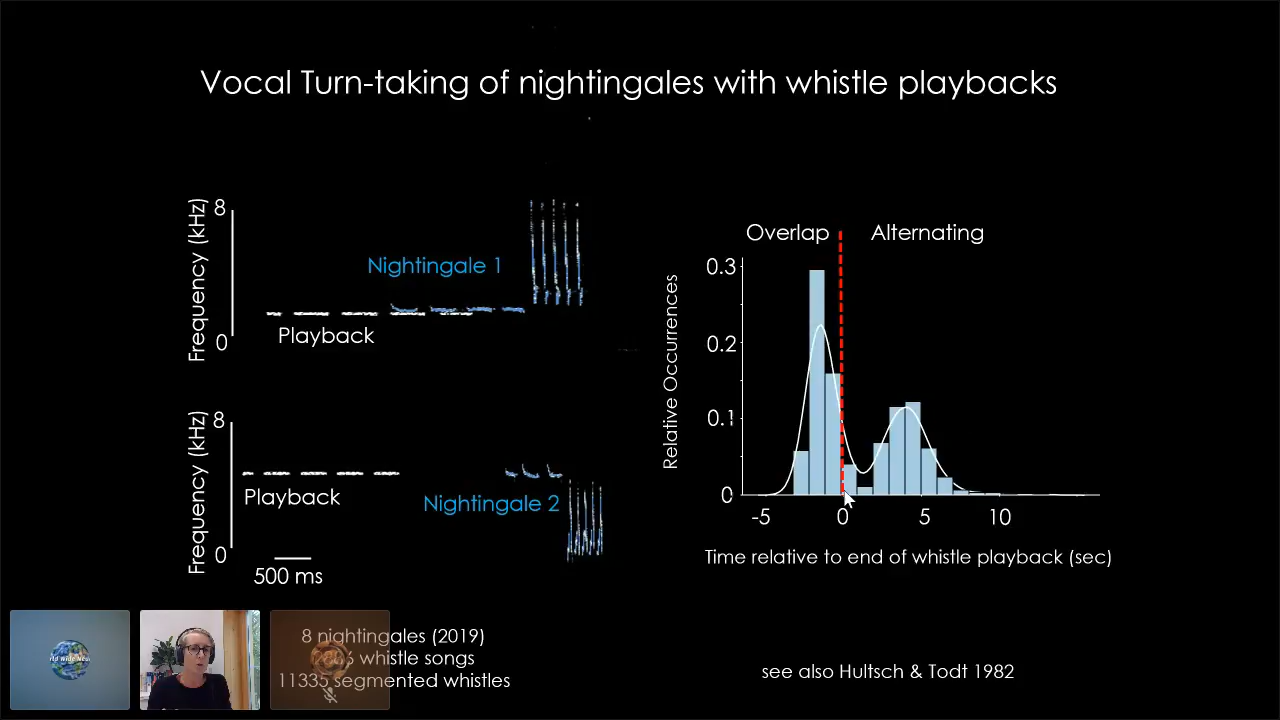 Vocal Turn-taking of nightingales with whistle playbacks
Frequency (kHz)
8
0
Nightingale 1
Playback
Frequency (kHz)
8
0
Playback
Nightingale 2
500 ms
Overlap
Alternating
Relative Occurrences
0.3
0.2
0.1
0
-5
0
5
10
Time relative to end of whistle playback (sec)
8 nightingales (2019)
whistle songs
11335 segmented whistles
see also Hultsch & Todt 1982